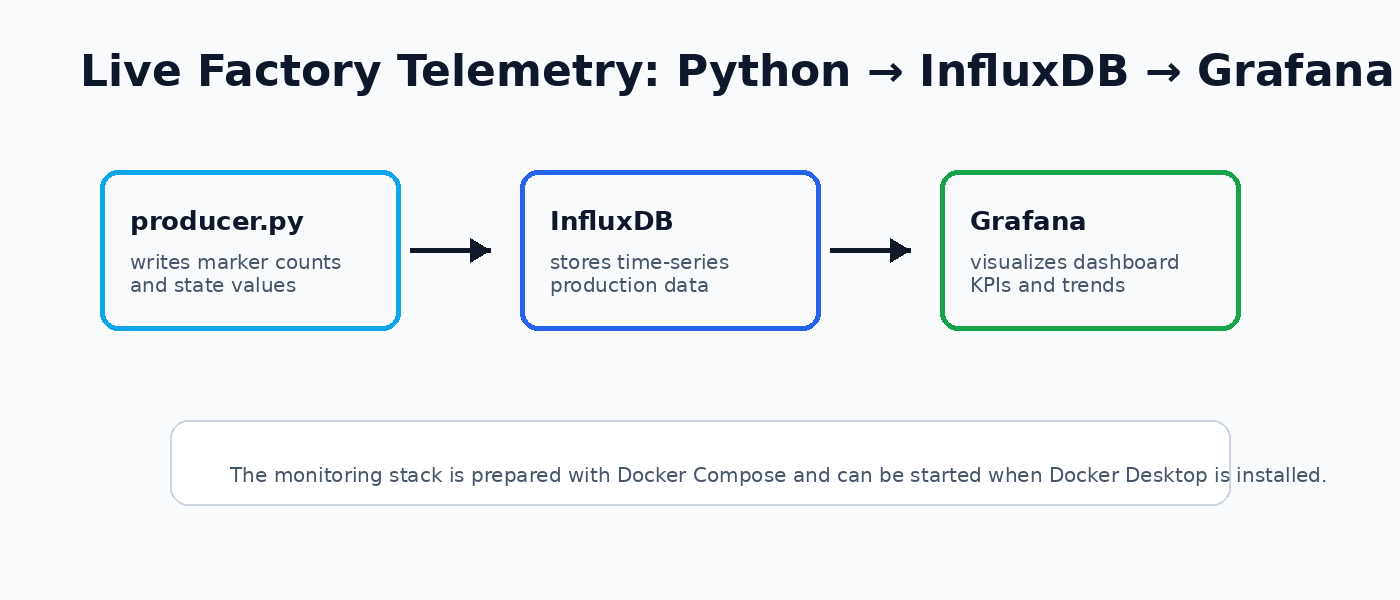 Live Factory Telemetry: Python → InfluxDB → Grafana
producer.py
writes marker counts
and state values
InfluxDB
stores time-series
production data
Grafana
visualizes dashboard
KPIs and trends
The monitoring stack is prepared with Docker Compose and can be started when Docker Desktop is installed.